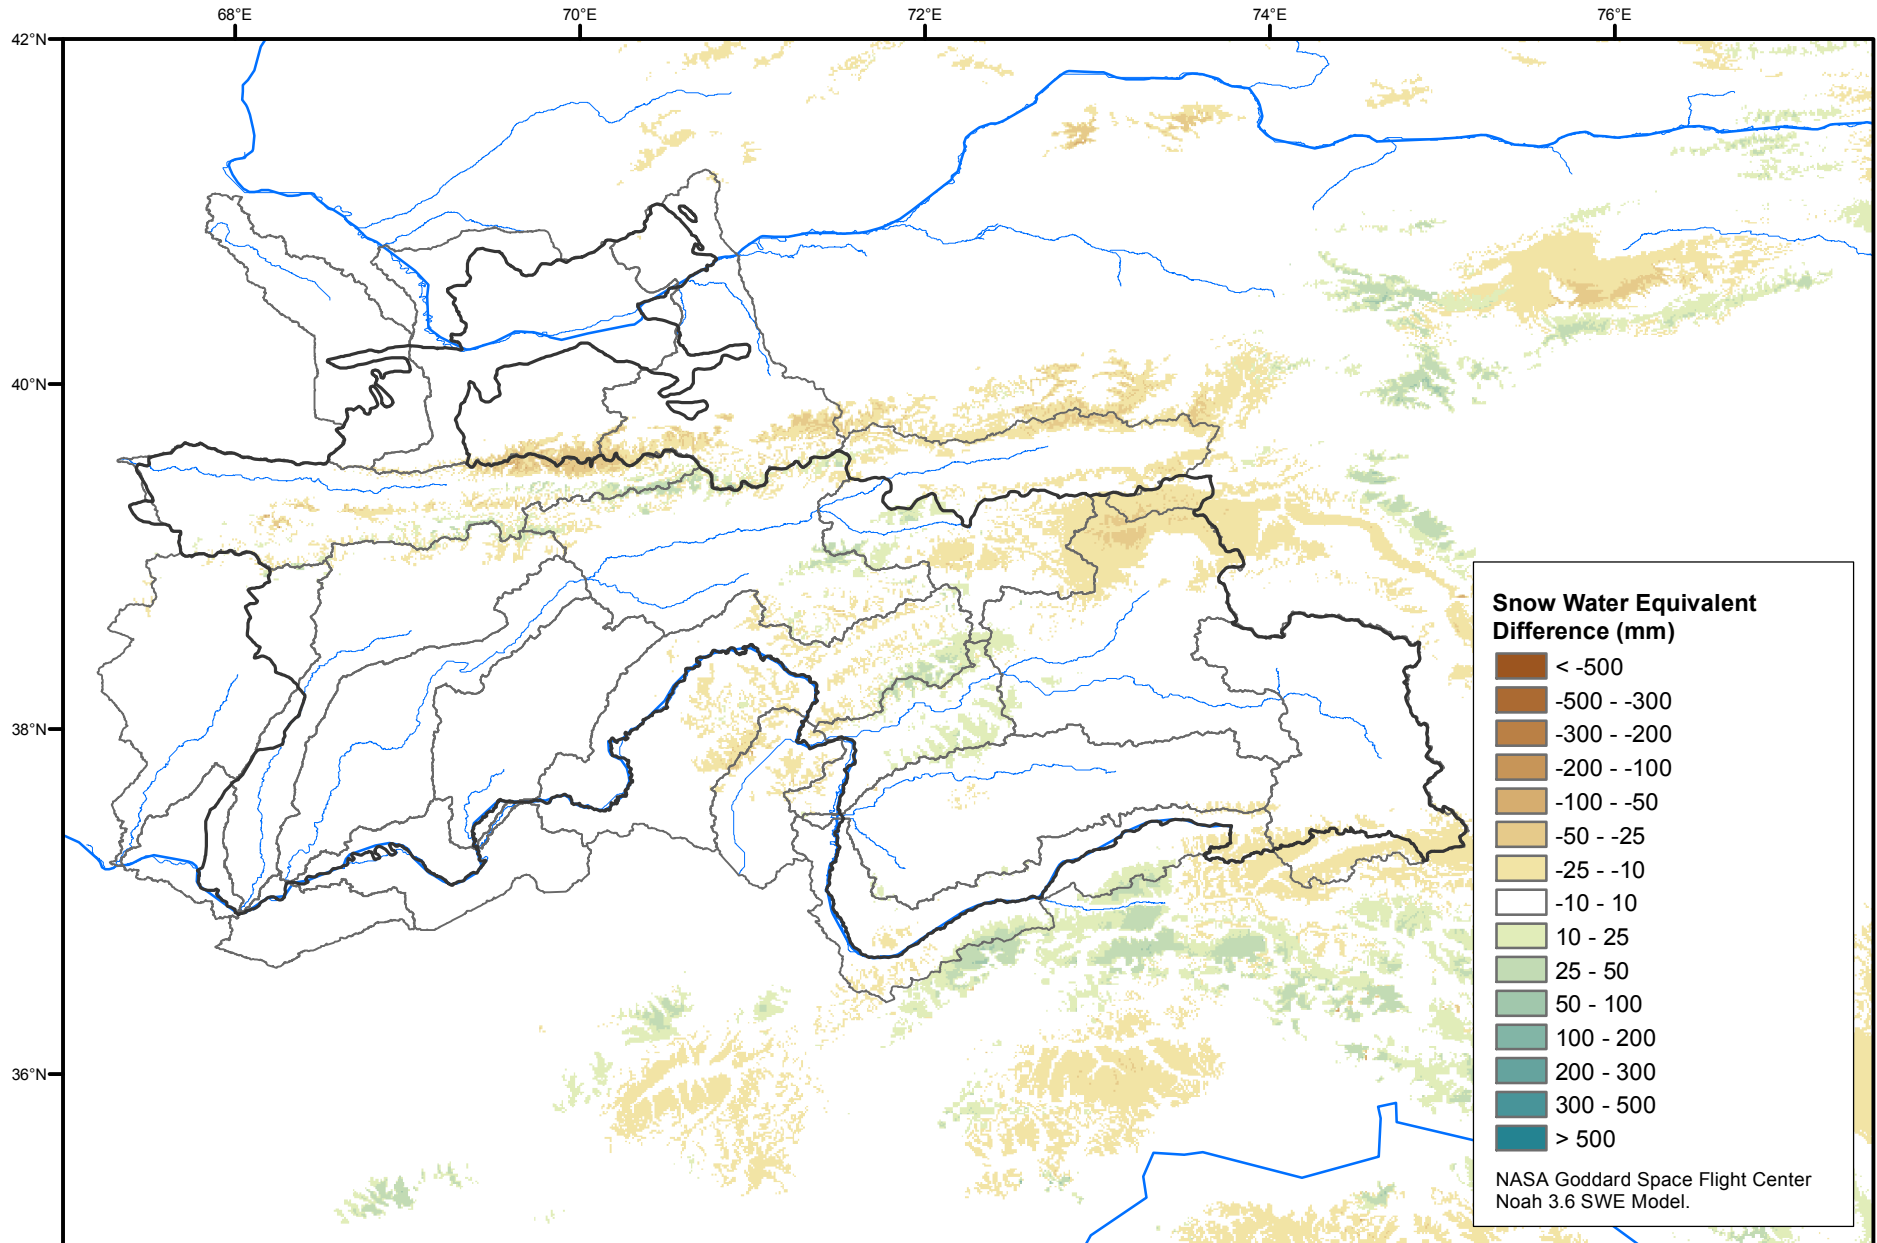 68°E 70°E 72°E 74°E 76°E
42°N
40°N
38°N
36°N
Snow Water Equivalent
Difference (mm)
< -500
-500 - -300
-300 - -200
-200 - -100
-100 - -50
-50 - -25
-25 - -10
-10 - 10
10 - 25
25 - 50
50 - 100
100 - 200
200 - 300
300 - 500
> 500
NASA Goddard Space Flight Center
Noah 3.6 SWE Model.